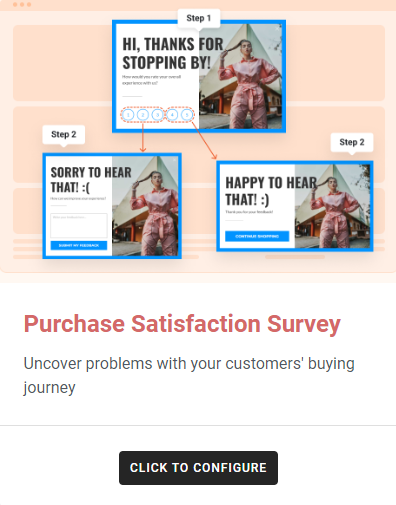 Step 1
HI, THANKS FOR
STOPPING BY!
How would you rate your overall
experience with us?
1 2 3 4 5
Step 2
SORRY TO HEAR
THAT! :(
SUBMIT MY FEEDBACK
Step 2
HAPPY TO HEAR
THAT! :)
Thank you for your feedback!
CONTINUE SHOPPING
Purchase Satisfaction Survey
Uncover problems with your customers' buying
journey
CLICK TO CONFIGURE